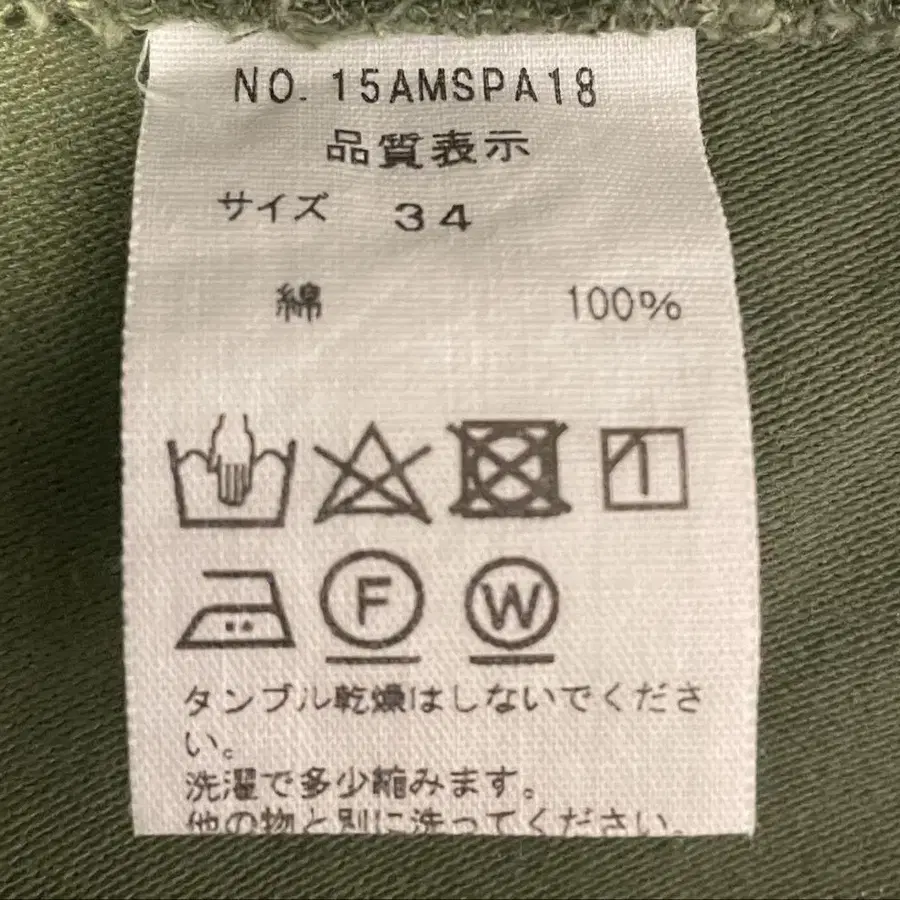 NO. 15AMSPA18
品質表示
サイズ 34
綿 100%
F W
タンブル乾燥はしないでくださ
い。
洗濯で多少縮みます。
他の物と別に洗ってください。